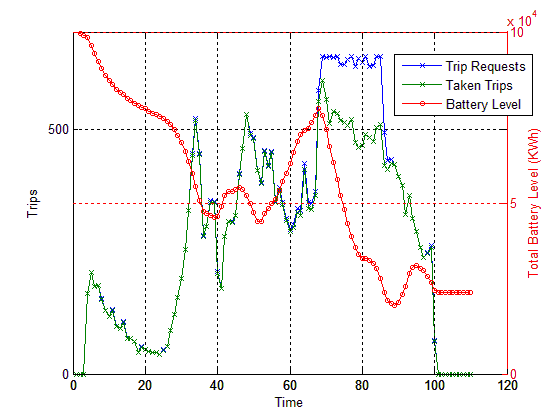 x 10^4
10
Trip Requests
Taken Trips
Battery Level
500
Trips
5
Total Battery Level (KWh)
0
0
0
20
40
60
80
100
120
Time